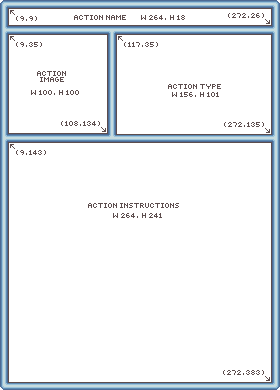 (9,9) ACTION NAME W 264, H 18 (272,26)
(9,35)
ACTION
IMAGE
W 100, H 100
(108,134)
(117,35)
ACTION TYPE
W 156, H 101
(272,135)
(9,143)
ACTION INSTRUCTIONS
W 264, H 241
(272,383)